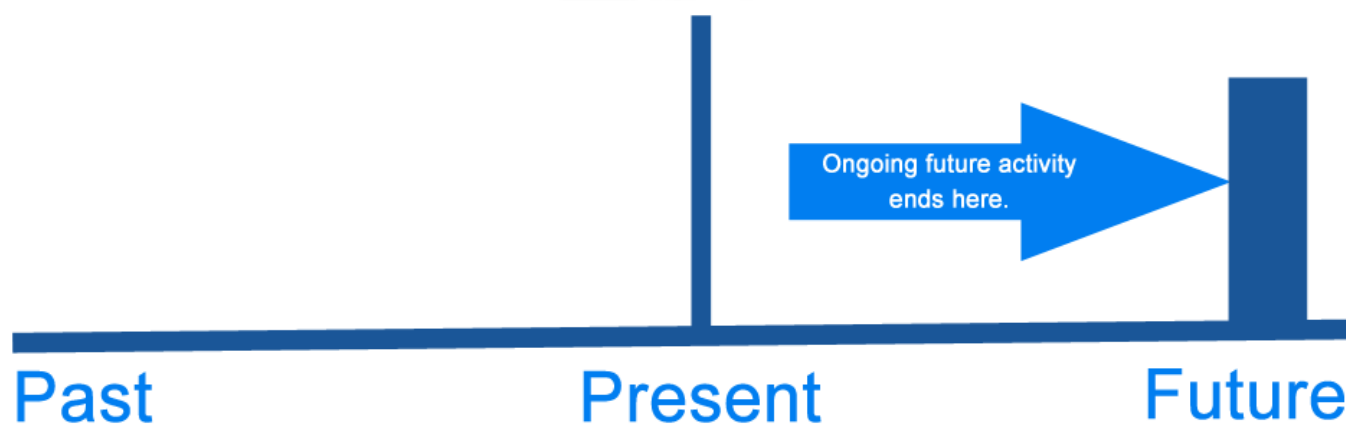 Ongoing future activity
ends here.
Past
Present
Future